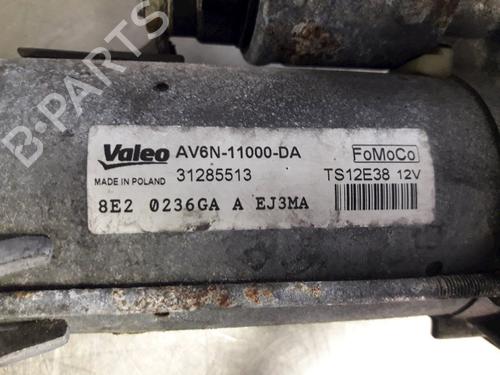 B-PARTS
Valeo AV6N-11000-DA FoMoCo
MADE IN POLAND 31285513 TS12E38 12V
8E2 0236GA A EJ3MA